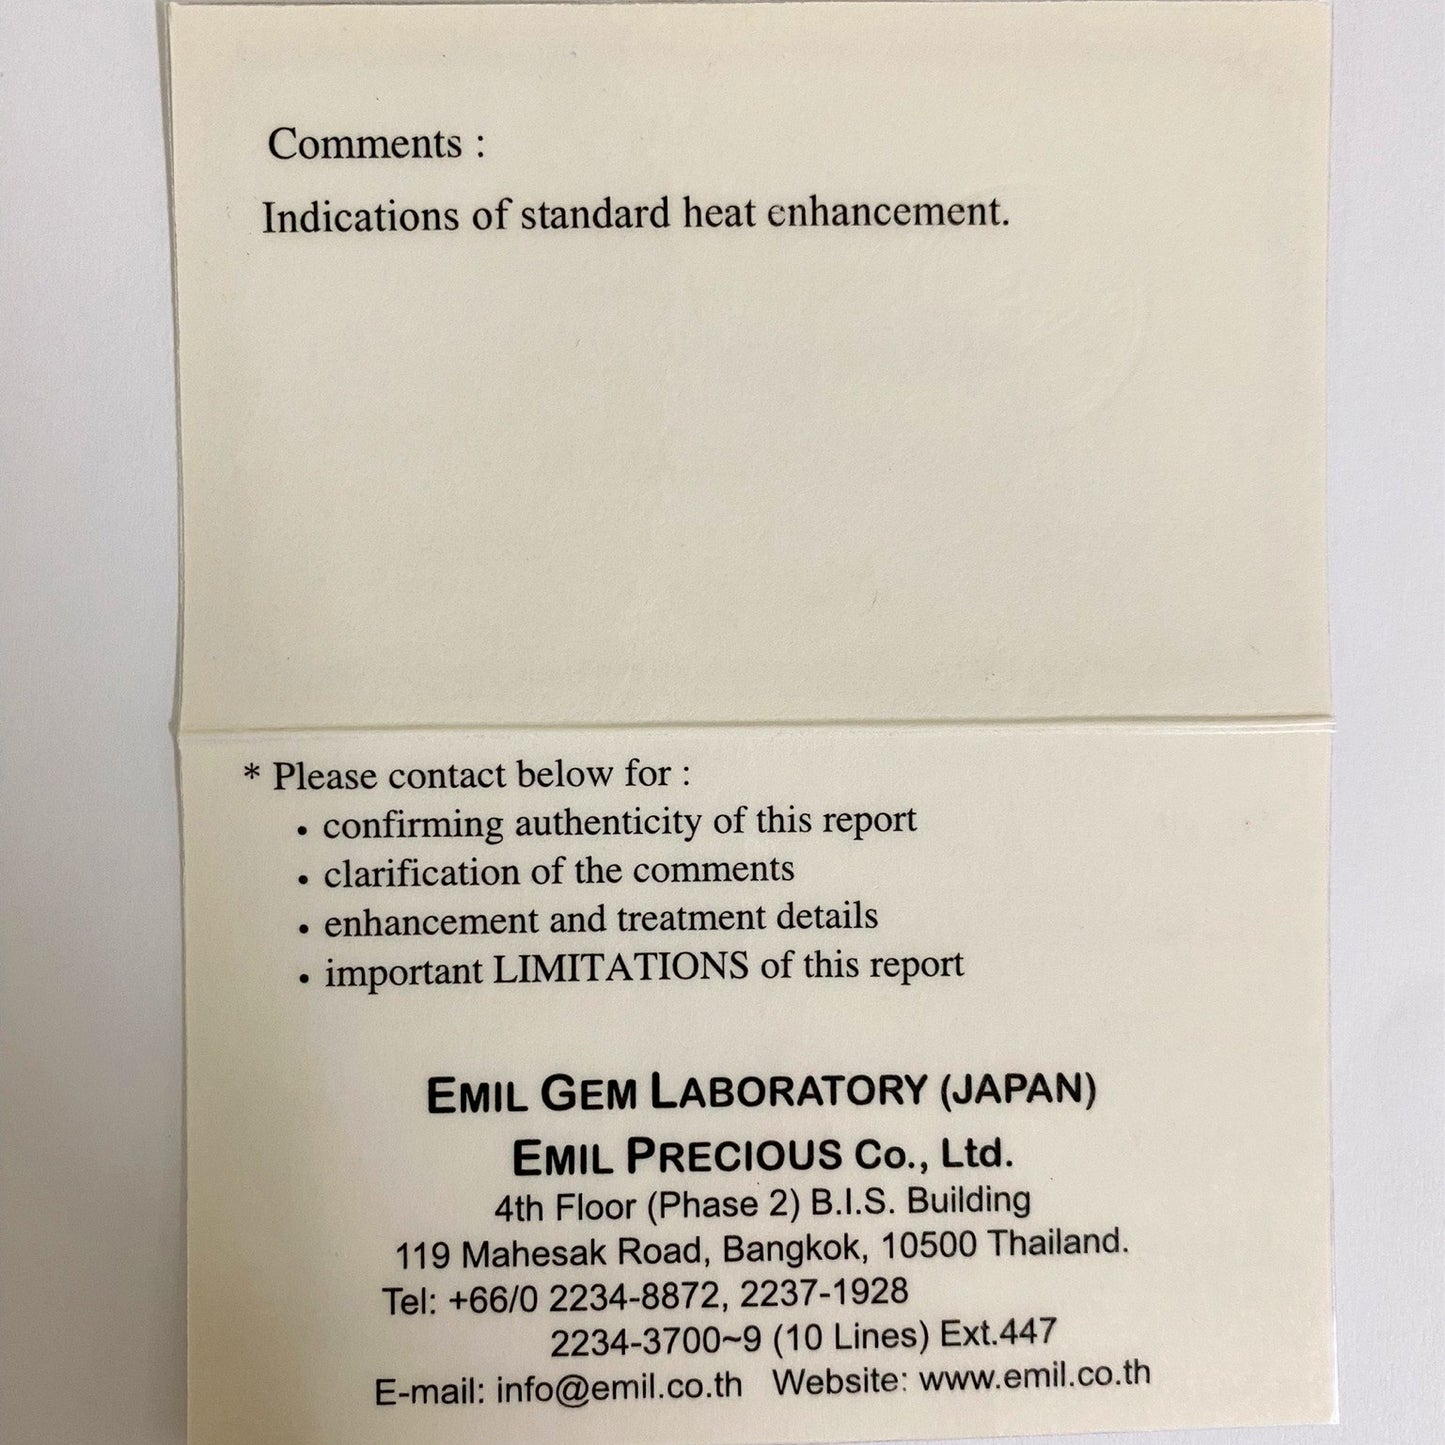 Comments :
Indications of standard heat enhancement.
* Please contact below for :
• confirming authenticity of this report
• clarification of the comments
• enhancement and treatment details
• important LIMITATIONS of this report
EMIL GEM LABORATORY (JAPAN)
EMIL PRECIOUS Co., Ltd.
4th Floor (Phase 2) B.I.S. Building
119 Mahesak Road, Bangkok, 10500 Thailand.
Tel: +66/0 2234-8872, 2237-1928
2234-3700~9 (10 Lines) Ext.447
E-mail: info@emil.co.th Website: www.emil.co.th